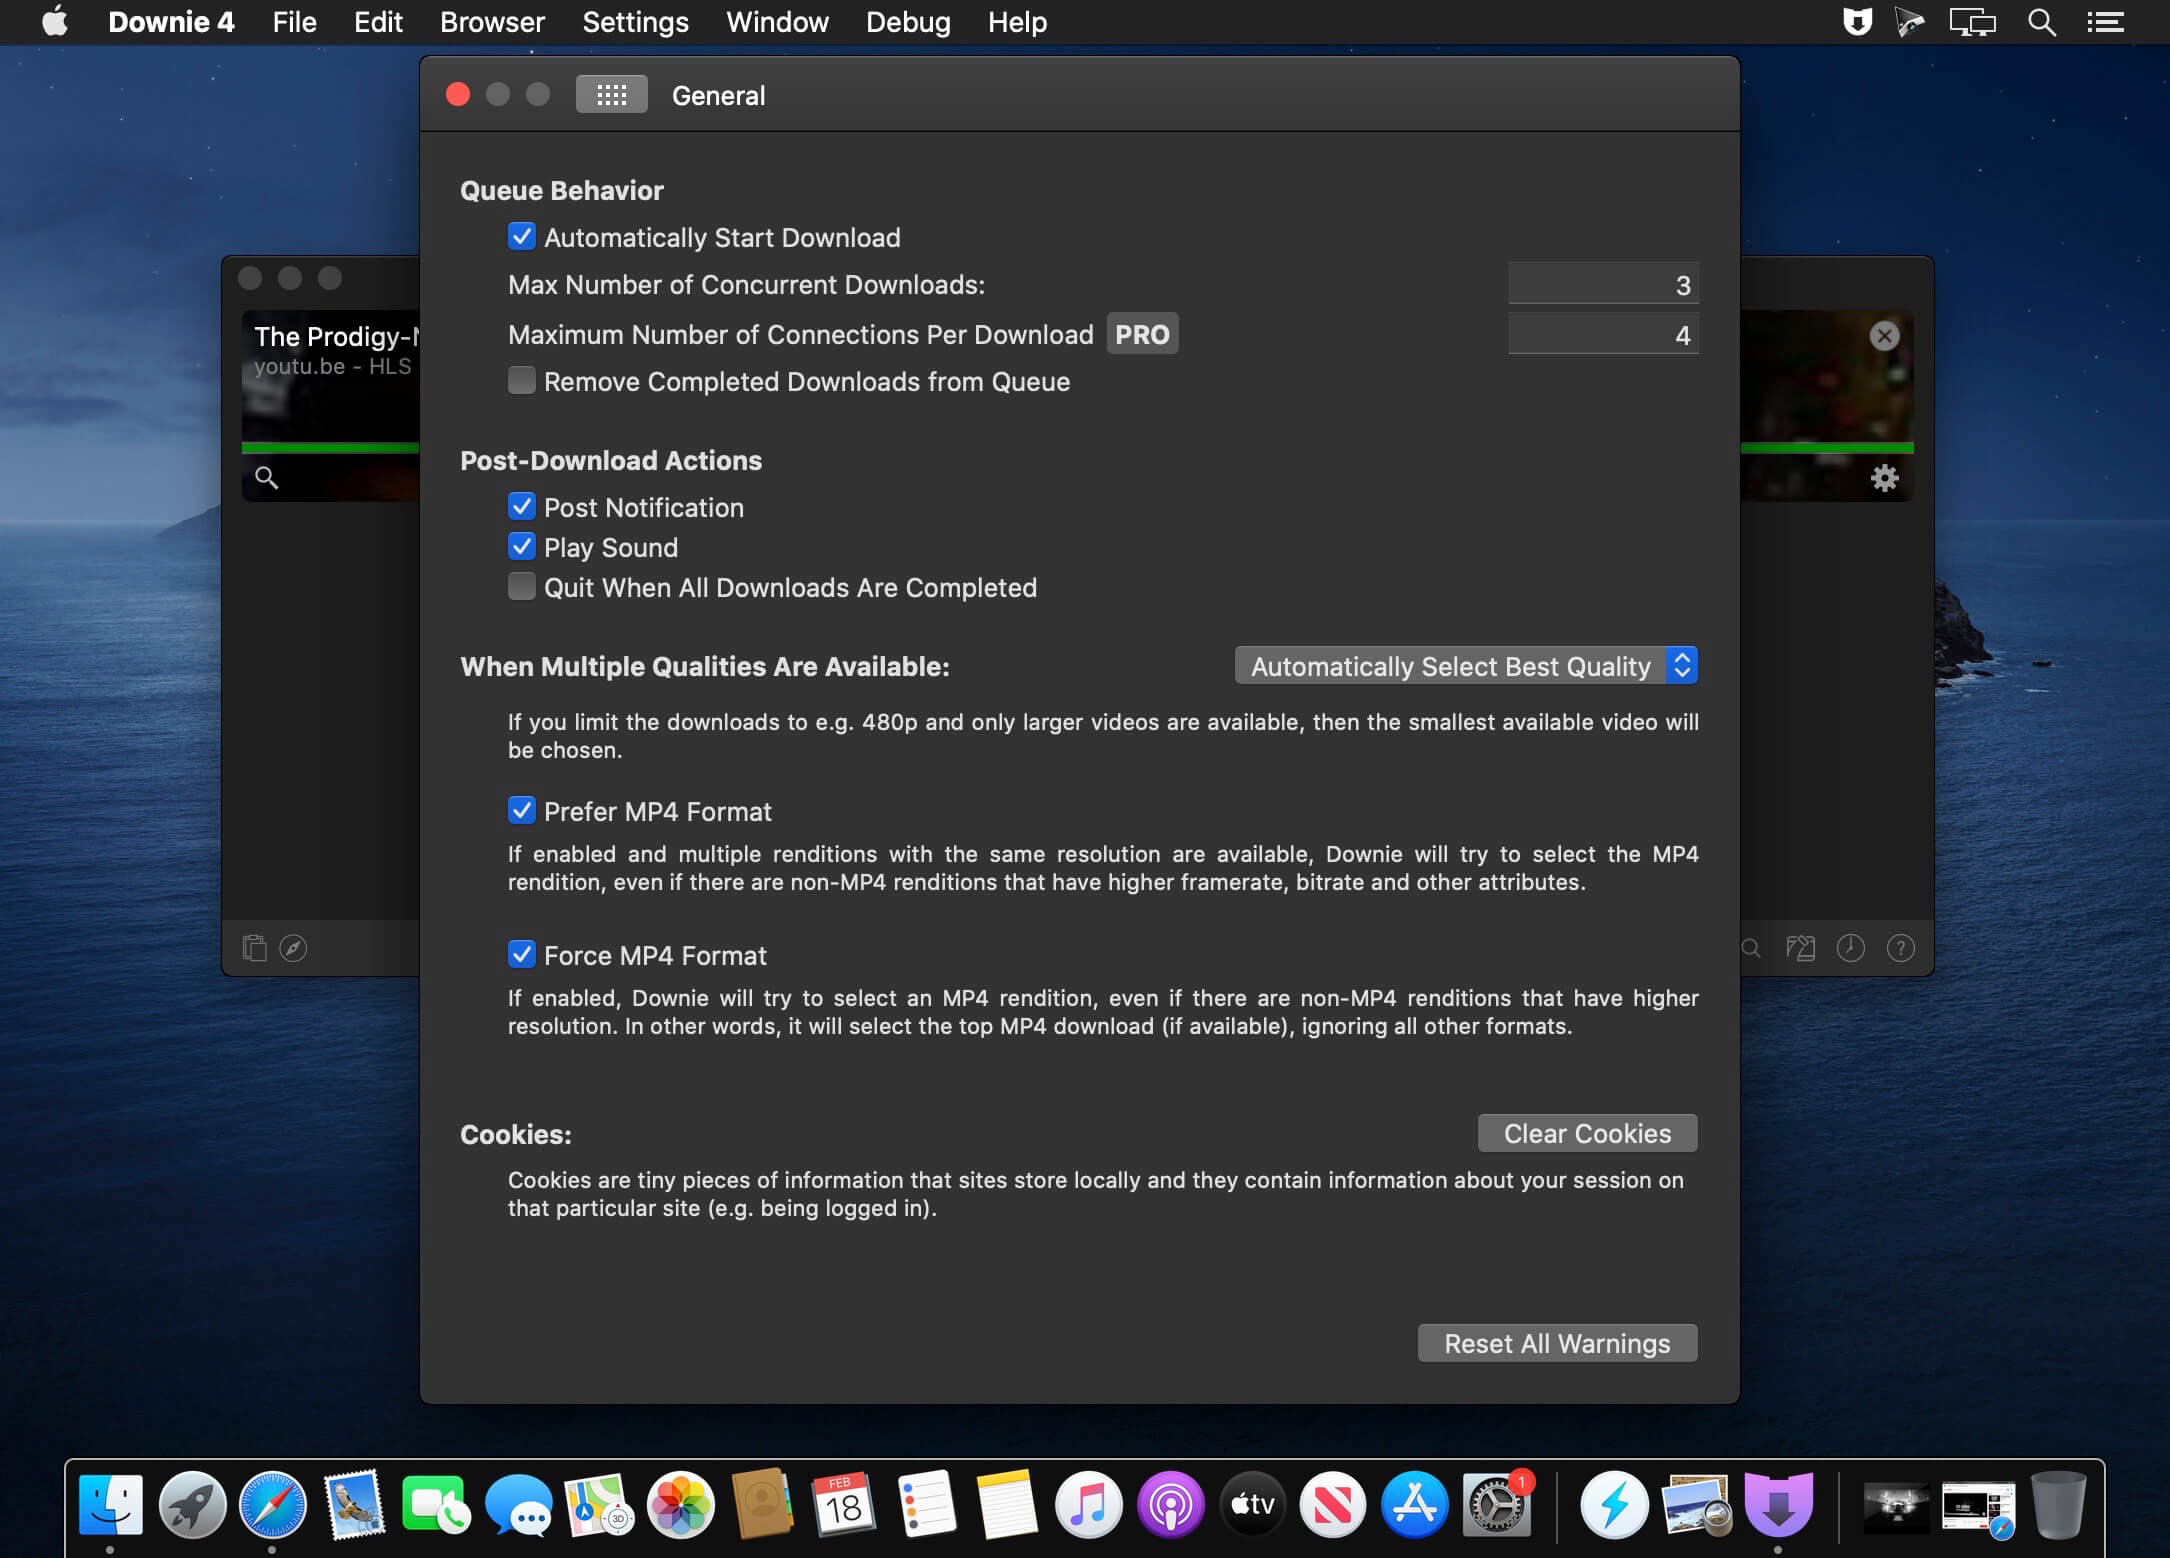 Downie 4 File Edit Browser Settings Window Debug Help
General
Queue Behavior
Automatically Start Download
Max Number of Concurrent Downloads: 3
Maximum Number of Connections Per Download PRO 4
Remove Completed Downloads from Queue
The Prodigy-N
youtu.be - HLS
Post-Download Actions
Post Notification
Play Sound
Quit When All Downloads Are Completed
When Multiple Qualities Are Available: Automatically Select Best Quality
If you limit the downloads to e.g. 480p and only larger videos are available, then the smallest available video will
be chosen.
Prefer MP4 Format
If enabled and multiple renditions with the same resolution are available, Downie will try to select the MP4
rendition, even if there are non-MP4 renditions that have higher framerate, bitrate and other attributes.
Force MP4 Format
If enabled, Downie will try to select an MP4 rendition, even if there are non-MP4 renditions that have higher
resolution. In other words, it will select the top MP4 download (if available), ignoring all other formats.
Cookies: Clear Cookies
Cookies are tiny pieces of information that sites store locally and they contain information about your session on
that particular site (e.g. being logged in).
Reset All Warnings
3D
FEB
18
tv
1